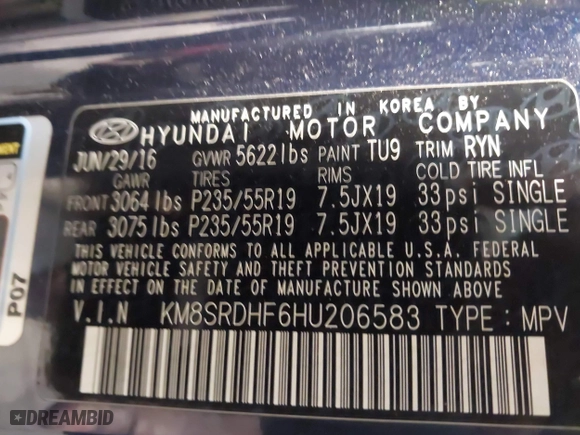 MANUFACTURED IN KOREA BY
HYUNDAI MOTOR COMPANY
JUN/29/16 GVWR 5622lbs PAINT TU9 TRIM RYN
GAWR TIRES RIMS COLD TIRE INFL
FRONT 3064lbs P235/55R19 7.5JX19 33psi SINGLE
REAR 3075lbs P235/55R19 7.5JX19 33psi SINGLE
THIS VEHICLE CONFORMS TO ALL APPLICABLE U.S.A. FEDERAL
MOTOR VEHICLE SAFETY AND THEFT PREVENTION STANDARDS
IN EFFECT ON THE DATE OF MANUFACTURE SHOWN ABOVE.
V.I.N KM8SRDHF6HU206583 TYPE : MPV
P07
DREAMBID